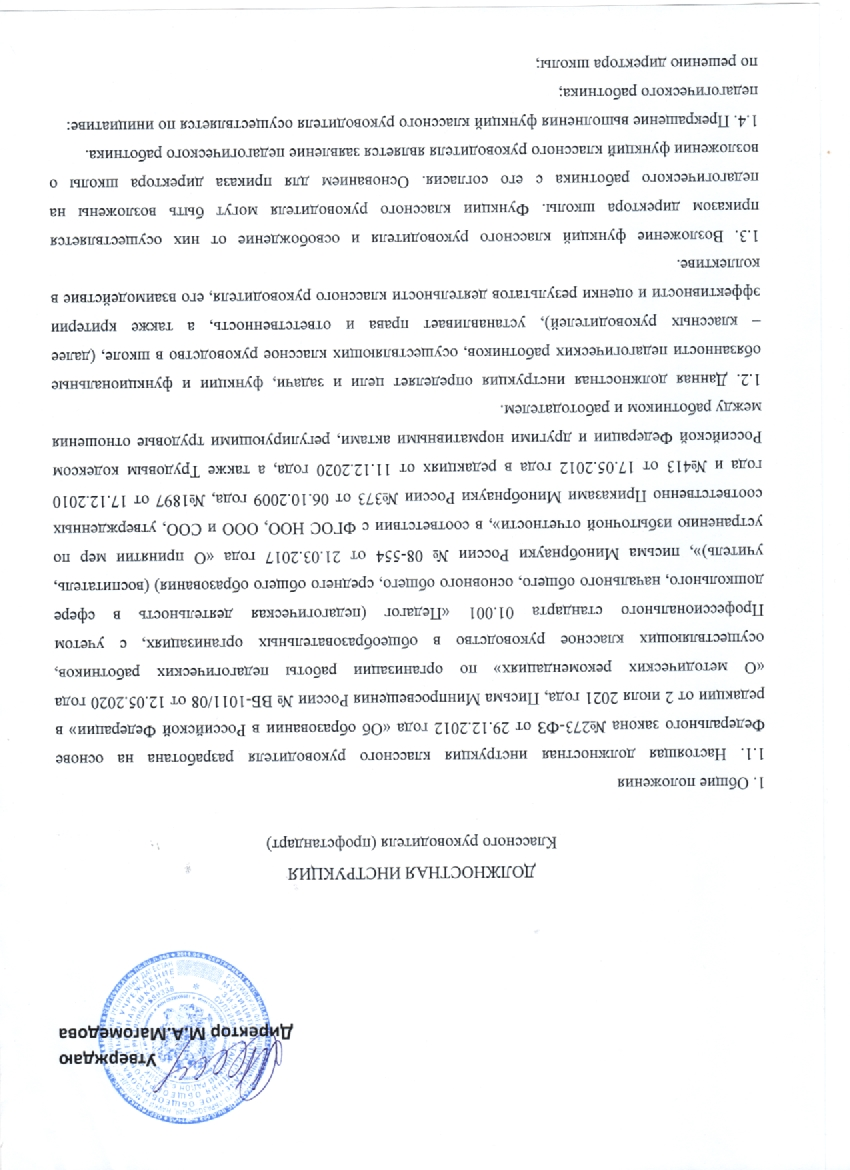 Утверждаю
Директор М.А.Магомедова
ДОЛЖНОСТНАЯ ИНСТРУКЦИЯ
Классного руководителя (профстандарт)
1. Общие положения
1.1. Настоящая должностная инструкция классного руководителя разработана на основе
Федерального закона №273-ФЗ от 29.12.2012 года «Об образовании в Российской Федерации» в
редакции от 2 июля 2021 года, Письма Минпросвещения России № ВБ-1011/08 от 12.05.2020 года
«О методических рекомендациях» по организации работы педагогических работников,
осуществляющих классное руководство в общеобразовательных организациях, с учетом
Профессионального стандарта 01.001 «Педагог (педагогическая деятельность в сфере
дошкольного, начального общего, основного общего, среднего общего образования) (воспитатель,
учитель)», письма Минобрнауки России № 08-554 от 21.03.2017 года «О принятии мер по
устранению избыточной отчетности», в соответствии с ФГОС НОО, ООО и СОО, утвержденных
соответственно Приказами Минобрнауки России №373 от 06.10.2009 года, №1897 от 17.12.2010
года и №413 от 17.05.2012 года в редакциях от 11.12.2020 года, а также Трудовым кодексом
Российской Федерации и другими нормативными актами, регулирующими трудовые отношения
между работником и работодателем.
1.2. Данная должностная инструкция определяет цели и задачи, функции и функциональные
обязанности педагогических работников, осуществляющих классное руководство в школе, (далее
– классных руководителей), устанавливает права и ответственность, а также критерии
эффективности и оценки результатов деятельности классного руководителя, его взаимодействие в
коллективе.
1.3. Возложение функций классного руководителя и освобождение от них осуществляется
приказом директора школы. Функции классного руководителя могут быть возложены на
педагогического работника с его согласия. Основанием для приказа директора школы о
возложении функций классного руководителя является заявление педагогического работника.
1.4. Прекращение выполнения функций классного руководителя осуществляется по инициативе:
педагогического работника;
по решению директора школы;